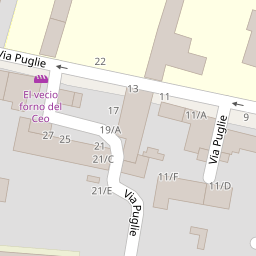 Via Puglie
22
El vecio
forno del
Ceo
13
11
17
11/A
9
19/A
27
25
21
21/C
Via Puglie
21/E
11/F
11/D
Via Puglie